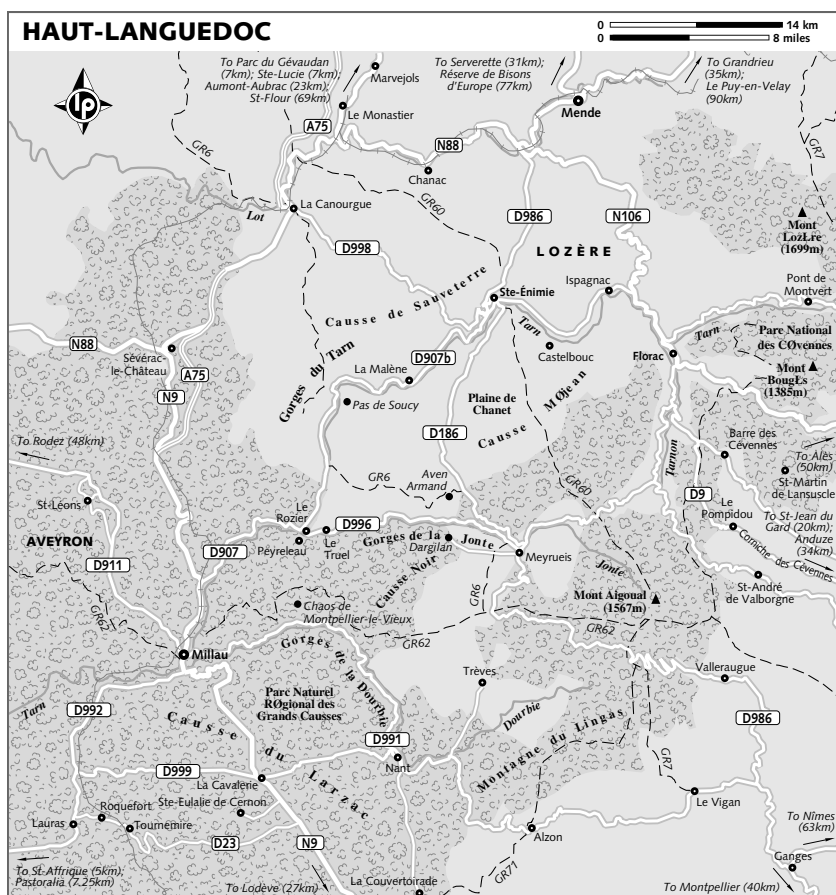 HAUT-LANGUEDOC
0 14 km
0 8 miles
To Parc du Gévaudan
(7km); Ste-Lucie (7km);
Aumont-Aubrac (23km);
St-Flour (69km)
Marvejols
To Serverette (31km);
Réserve de Bisons
d'Europe (77km)
To Grandrieu
(35km);
Le Puy-en-Velay
(90km)
lp
Le Monastier
Mende
A75
GR6
N88
GR7
Chanac
La Canourgue
Lot
GR60
D986
N106
Mont
LozŁre
(1699m)
D998
LOZÈRE
Causse de Sauveterre
Ste-Énimie
Ispagnac
Pont de
Montvert
Tarn
Tarn
N88
Sévérac-
le-Château
A75
N9
Gorges du Tarn
La Malène
D907b
Castelbouc
Florac
Parc National
des CØvennes
Mont
BougŁs
(1385m)
Pas de Soucy
Plaine de
Chanet
Causse MØjean
D186
To Rodez (48km)
Tarnon
Barre des
Cévennes
To Alès
(50km)
St-Martin
de Lansuscle
GR6
Aven
Armand
GR60
D9
St-Léons
Le
Rozier
D996
Le
Pompidou
To St-Jean du
Gard (20km);
Anduze
(34km)
AVEYRON
D907
Peyreleau
Le
Truel
Gorges de la Jonte
Dargilan
Meyrueis
Corniche des Cévennes
D911
Causse Noir
Jonte
GR6
St-André
de Valborgne
GR62
Chaos de
Montpellier-le-Vieux
Mont Aigoual
(1567m)
GR62
GR62
Millau
Gorges de la Dourbie
Trèves
Valleraugue
Tarn
D992
Parc Naturel
RØgional des
Grands Causses
Dourbie
D986
Causse du Larzac
D991
Montagne du Lingas
GR7
D999
Nant
La Cavalerie
Ste-Eulalie de Cernon
Roquefort
Le Vigan
Lauras
Tournemire
Alzon
To Nîmes
(63km)
D23
N9
Ganges
To St-Affrique (5km);
Pastoralia (7.25km)
GR71
To Lodève (27km)
La Couvertoirade
To Montpellier (40km)